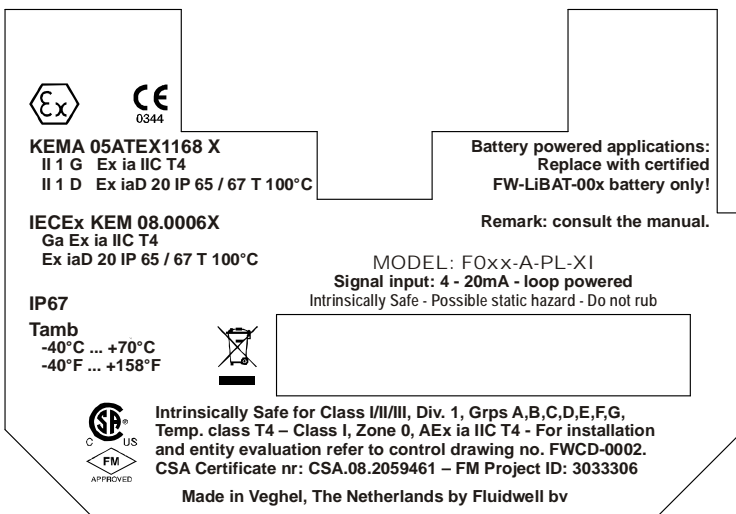 Ex
CE
0344
KEMA 05ATEX1168 X
II 1 G Ex ia IIC T4
II 1 D Ex iaD 20 IP 65 / 67 T 100°C
Battery powered applications:
Replace with certified
FW-LiBAT-00x battery only!
IECEx KEM 08.0006X
Ga Ex ia IIC T4
Ex iaD 20 IP 65 / 67 T 100°C
Remark: consult the manual.
MODEL: F0xx-A-PL-XI
Signal input: 4 - 20mA - loop powered
Intrinsically Safe - Possible static hazard - Do not rub
IP67
Tamb
-40°C ... +70°C
-40°F ... +158°F
CSA®
C US
FM
APPROVED
Intrinsically Safe for Class I/II/III, Div. 1, Grps A,B,C,D,E,F,G,
Temp. class T4 – Class I, Zone 0, AEx ia IIC T4 - For installation
and entity evaluation refer to control drawing no. FWCD-0002.
CSA Certificate nr: CSA.08.2059461 – FM Project ID: 3033306
Made in Veghel, The Netherlands by Fluidwell bv